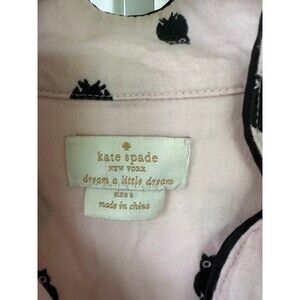 kate spade
NEW YORK
dream a little dream
SIZE S
made in china